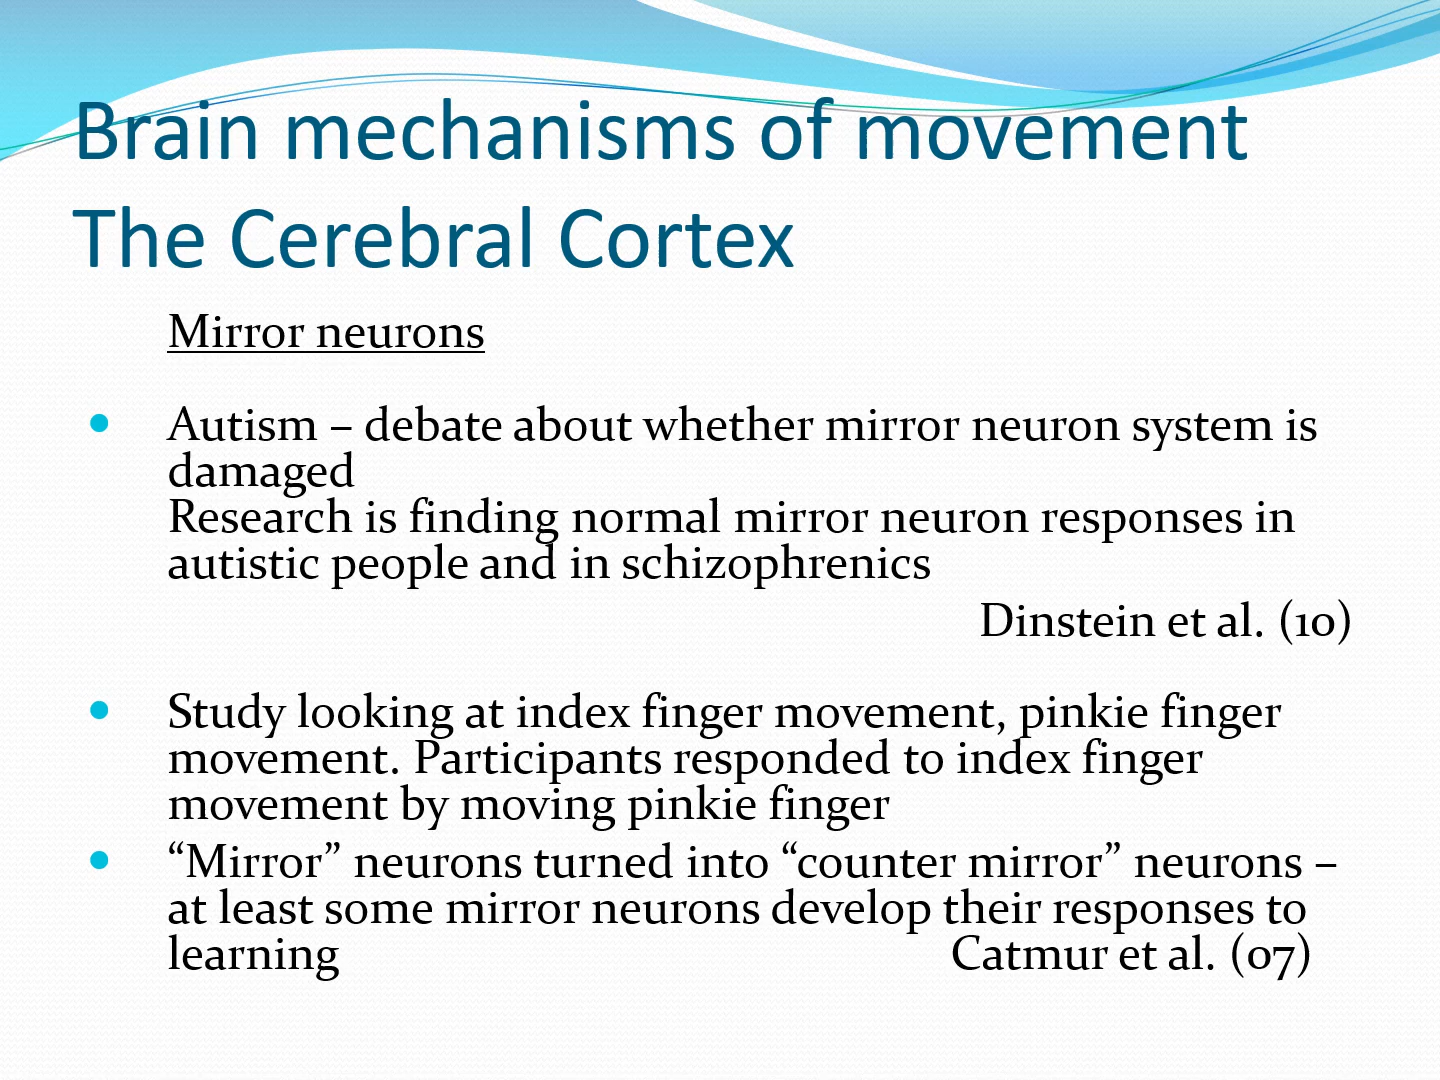 Brain mechanisms of movement
The Cerebral Cortex
Mirror neurons
• Autism – debate about whether mirror neuron system is
damaged
Research is finding normal mirror neuron responses in
autistic people and in schizophrenics
Dinstein et al. (10)
• Study looking at index finger movement, pinkie finger
movement. Participants responded to index finger
movement by moving pinkie finger
• “Mirror” neurons turned into “counter mirror” neurons –
at least some mirror neurons develop their responses to
learning Catmur et al. (07)